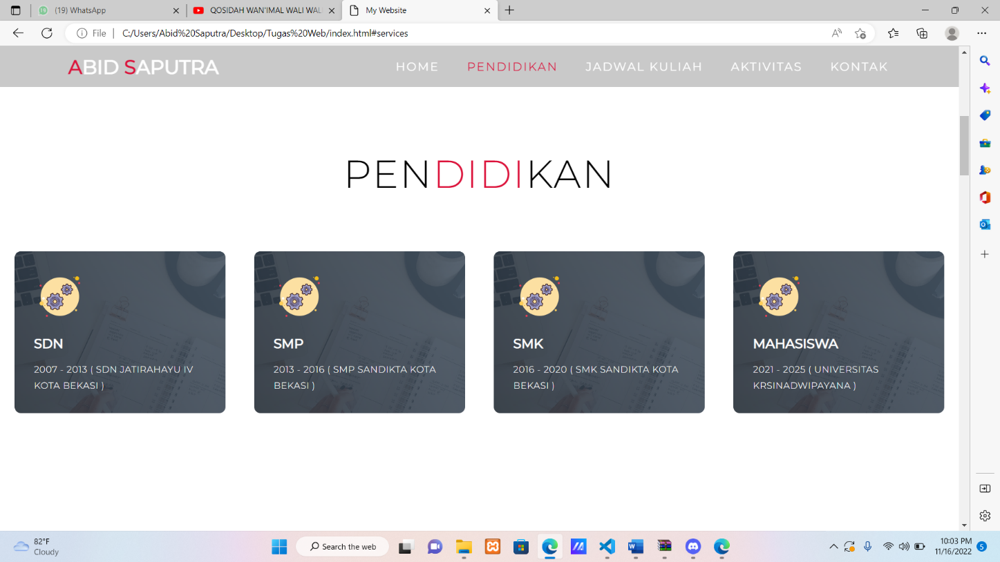 (19) WhatsApp
QOSIDAH WAN'IMAL WALI WAL
My Website
File
C:/Users/Abid%20Saputra/Desktop/Tugas%20Web/index.html#services
ABID SAPUTRA
HOME
PENDIDIKAN
JADWAL KULIAH
AKTIVITAS
KONTAK
PENDIDIKAN
SDN
2007 - 2013 ( SDN JATIRAHAYU IV
KOTA BEKASI )
SMP
2013 - 2016 ( SMP SANDIKTA KOTA
BEKASI )
SMK
2016 - 2020 ( SMK SANDIKTA KOTA
BEKASI )
MAHASISWA
2021 - 2025 ( UNIVERSITAS
KRSINADWIPAYANA )
82°F
Cloudy
Search the web
10:03 PM
11/16/2022
5